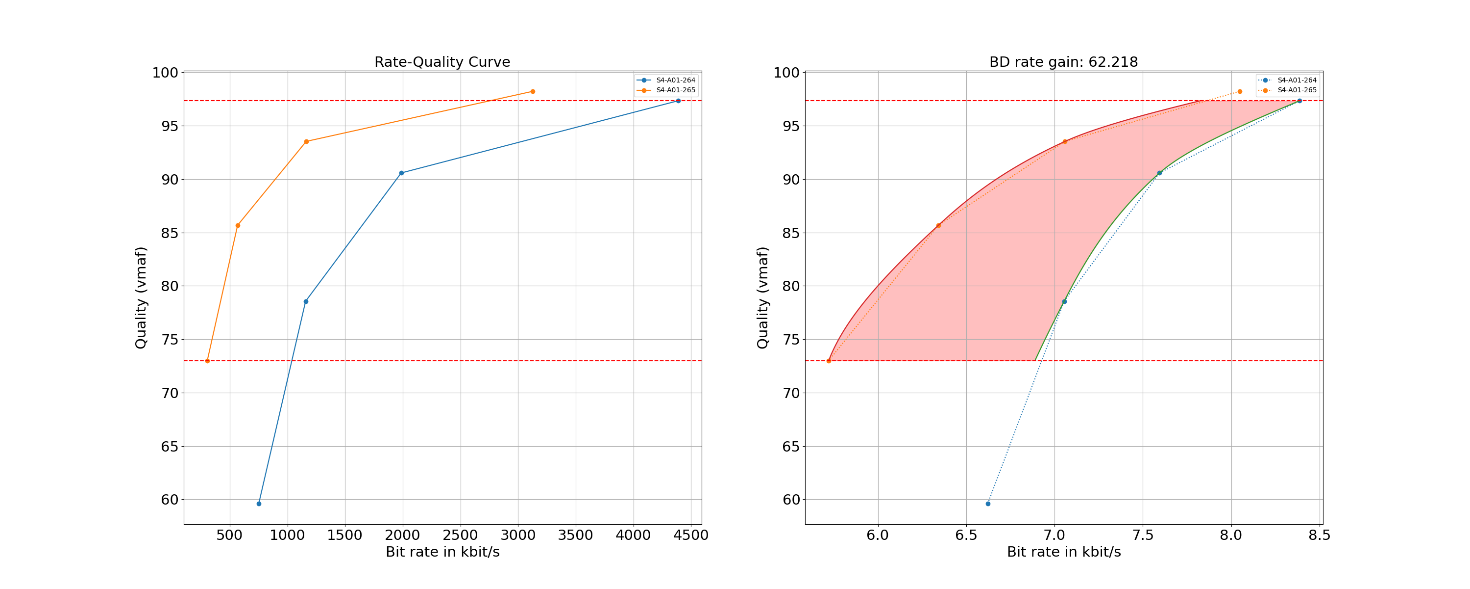 Rate-Quality Curve
S4-A01-264
S4-A01-265
100
95
90
85
80
75
70
65
60
Quality (vmaf)
500 1000 1500 2000 2500 3000 3500 4000 4500
Bit rate in kbit/s
BD rate gain: 62.218
S4-A01-264
S4-A01-265
100
95
90
85
80
75
70
65
60
Quality (vmaf)
6.0 6.5 7.0 7.5 8.0 8.5
Bit rate in kbit/s